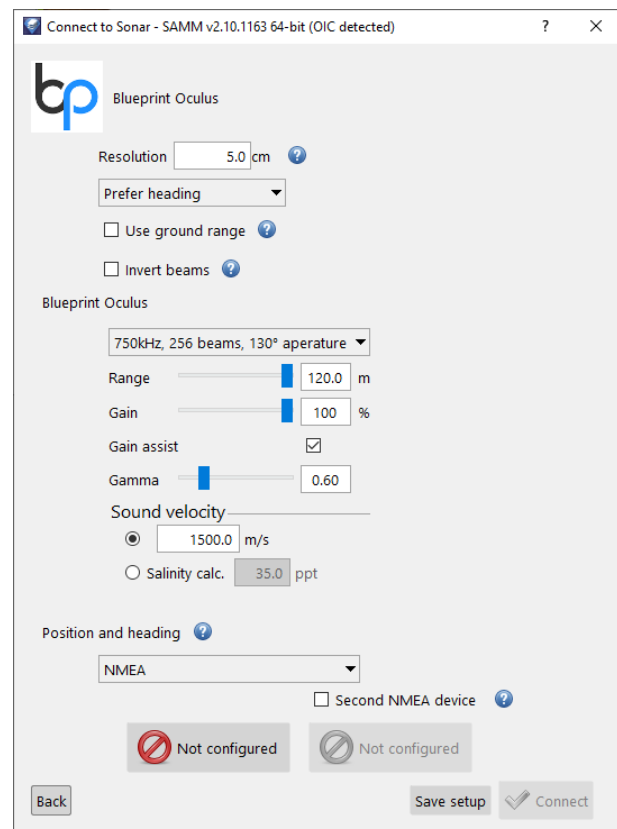 Connect to Sonar - SAMM v2.10.1163 64-bit (OIC detected) ? ×
bp Blueprint Oculus
Resolution 5.0 cm ?
Prefer heading
Use ground range ?
Invert beams ?
Blueprint Oculus
750kHz, 256 beams, 130° aperature
Range 120.0 m
Gain 100 %
Gain assist
Gamma 0.60
Sound velocity
1500.0 m/s
Salinity calc. 35.0 ppt
Position and heading ?
NMEA
Second NMEA device ?
Not configured Not configured
Back Save setup Connect